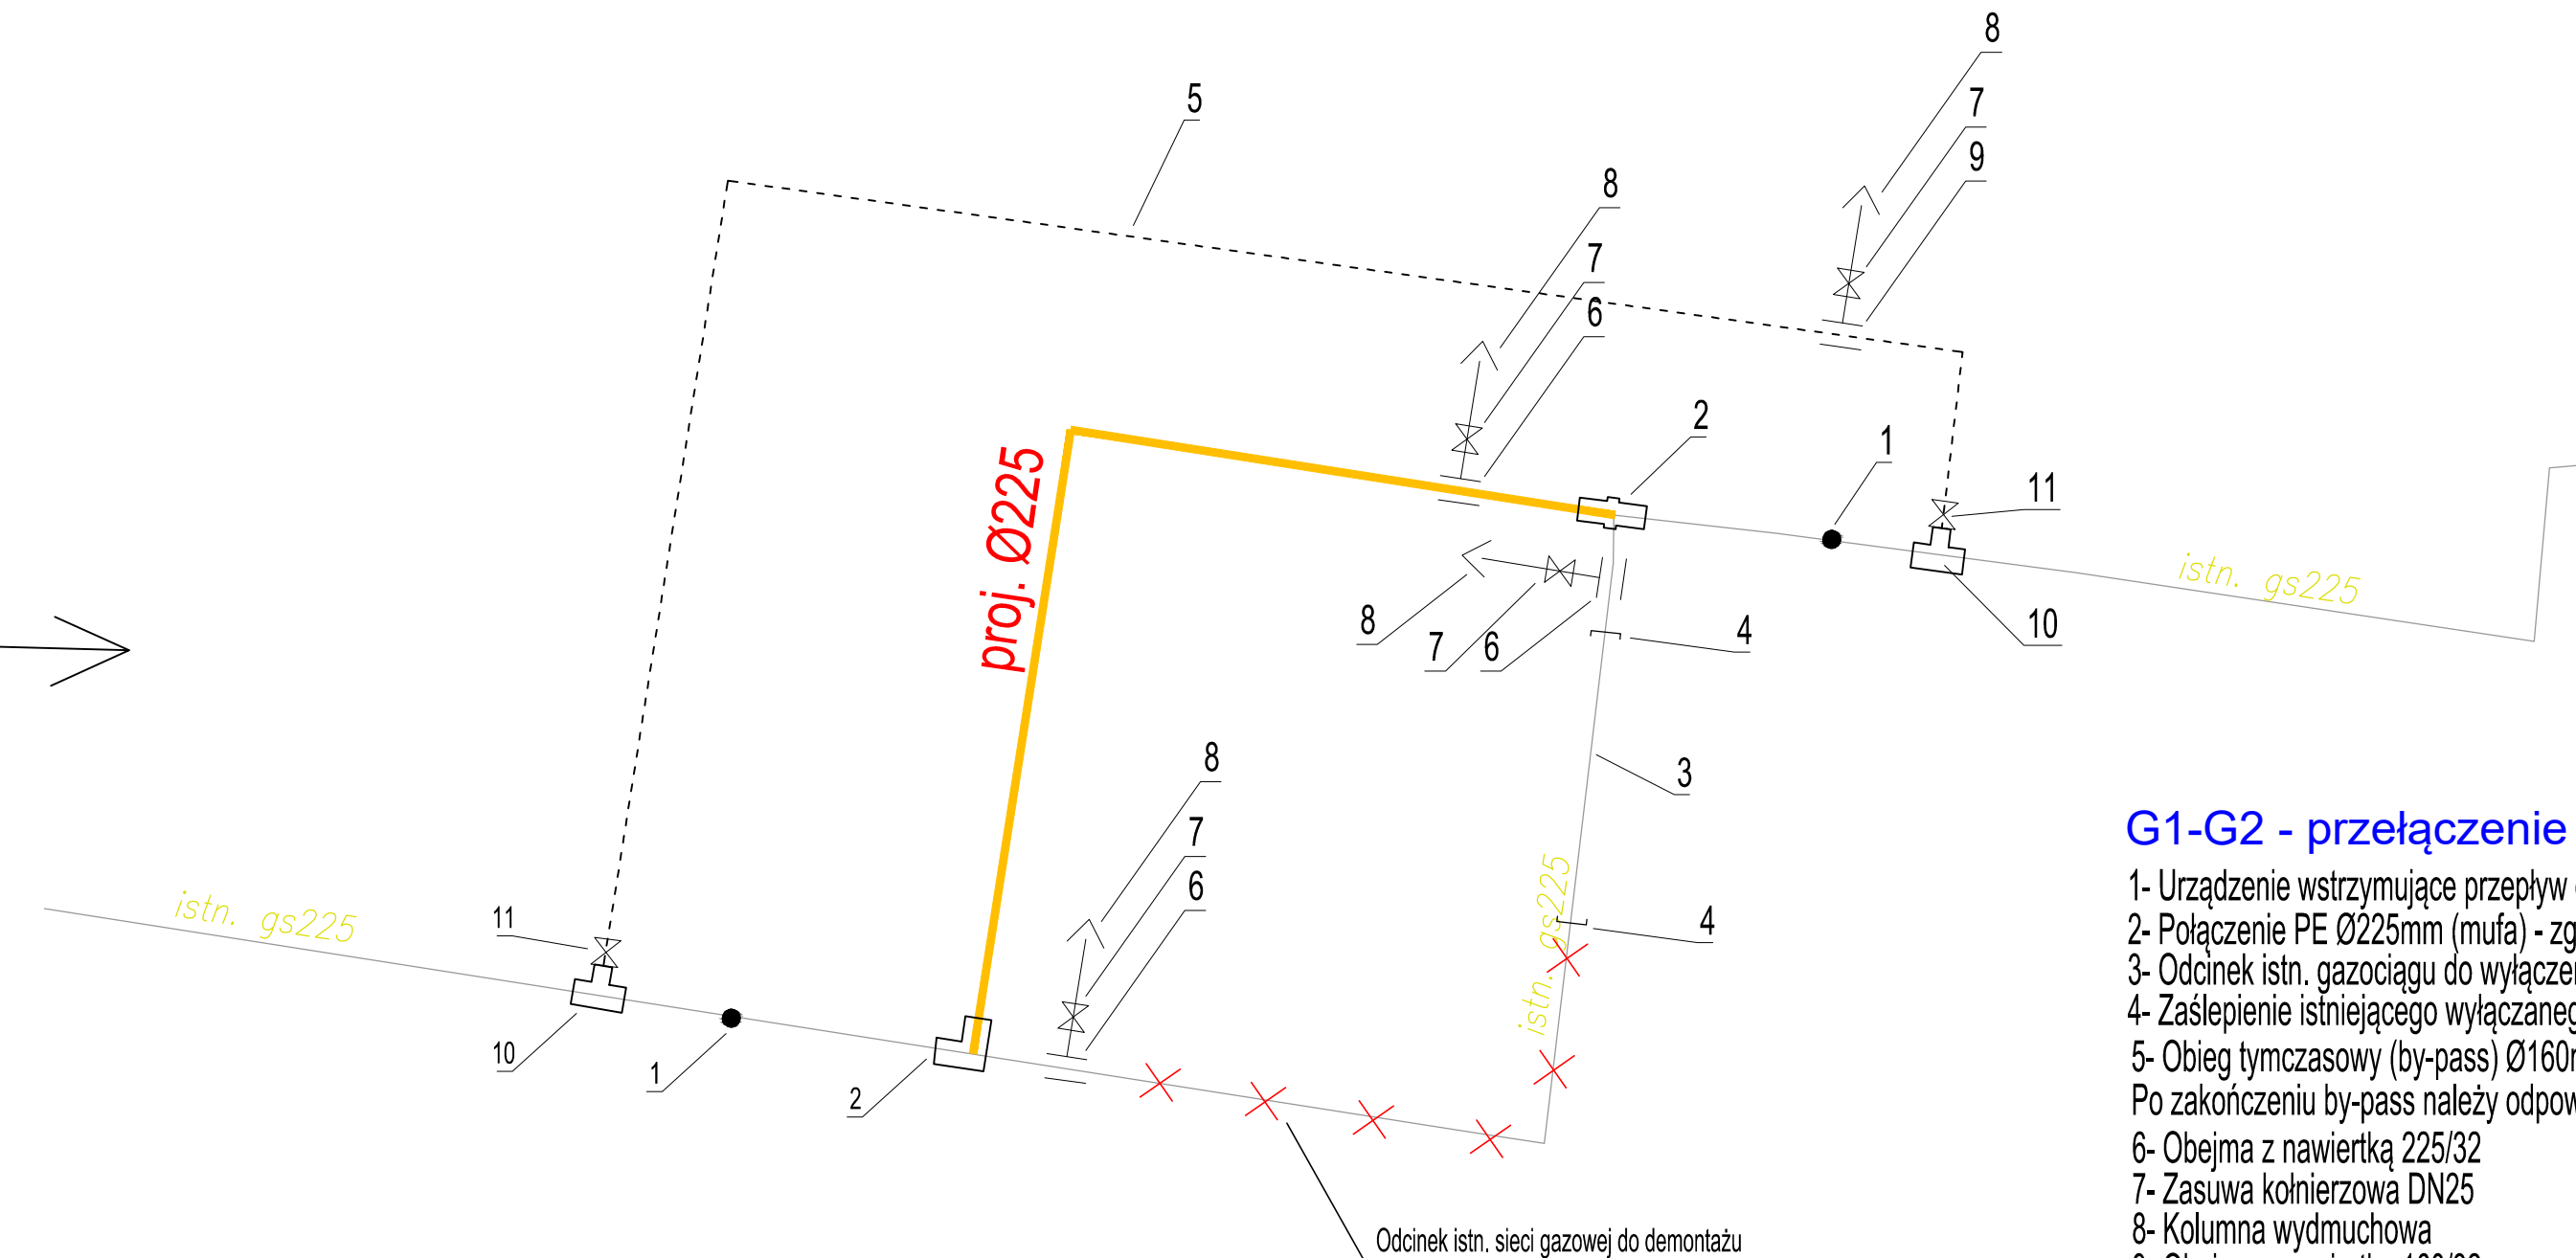 8
7
9
5
8
7
6
2
1
11
10
8
7
6
4
3
4
proj. Ø225
istn. gs225
istn. gs225
istn. gs225
8
7
6
11
10
1
2
Odcinek istn. sieci gazowej do demontażu
G1-G2 - przełączenie
1- Urządzenie wstrzymujące przepływ
2- Połączenie PE Ø225mm (mufa) - zg
3- Odcinek istn. gazociągu do wyłączen
4- Zaślepienie istniejącego wyłączaneg
5- Obieg tymczasowy (by-pass) Ø160m
Po zakończeniu by-pass należy odpow
6- Obejma z nawiertką 225/32
7- Zasuwa kołnierzowa DN25
8- Kolumna wydmuchowa